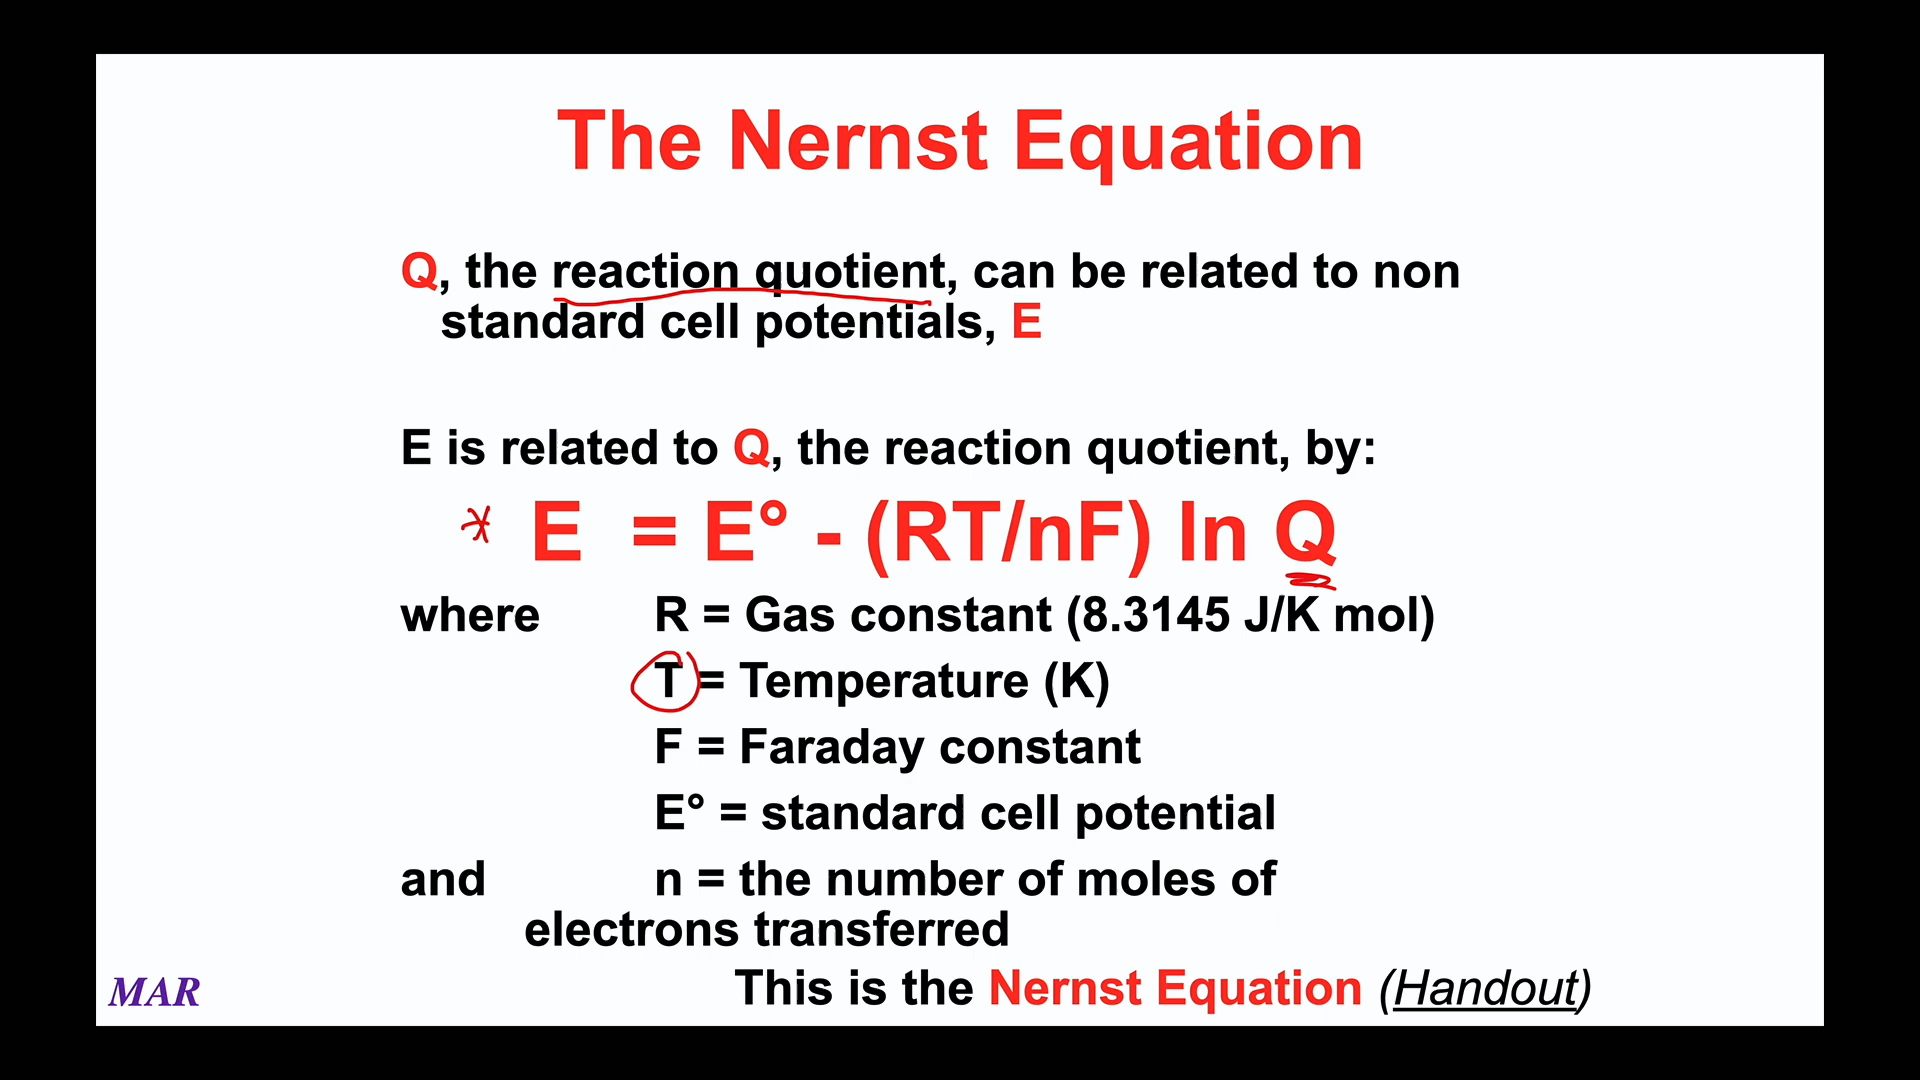 The Nernst Equation
Q, the reaction quotient, can be related to non
standard cell potentials, E
E is related to Q, the reaction quotient, by:
* E = E° - (RT/nF) ln Q
where R = Gas constant (8.3145 J/K mol)
T = Temperature (K)
F = Faraday constant
E° = standard cell potential
and n = the number of moles of
electrons transferred
This is the Nernst Equation (Handout)
MAR